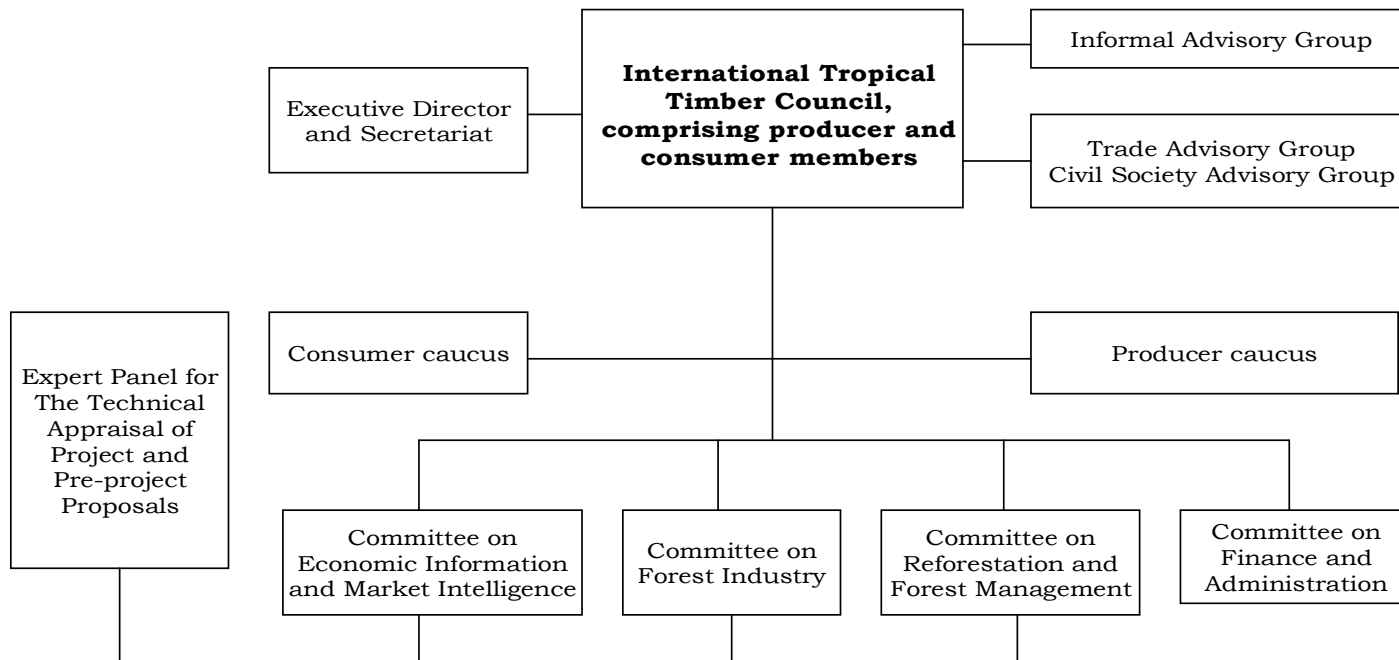 Informal Advisory Group
International Tropical
Timber Council,
comprising producer and
consumer members
Executive Director
and Secretariat
Trade Advisory Group
Civil Society Advisory Group
Consumer caucus
Producer caucus
Expert Panel for
The Technical
Appraisal of
Project and
Pre-project
Proposals
Committee on
Economic Information
and Market Intelligence
Committee on
Forest Industry
Committee on
Reforestation and
Forest Management
Committee on
Finance and
Administration